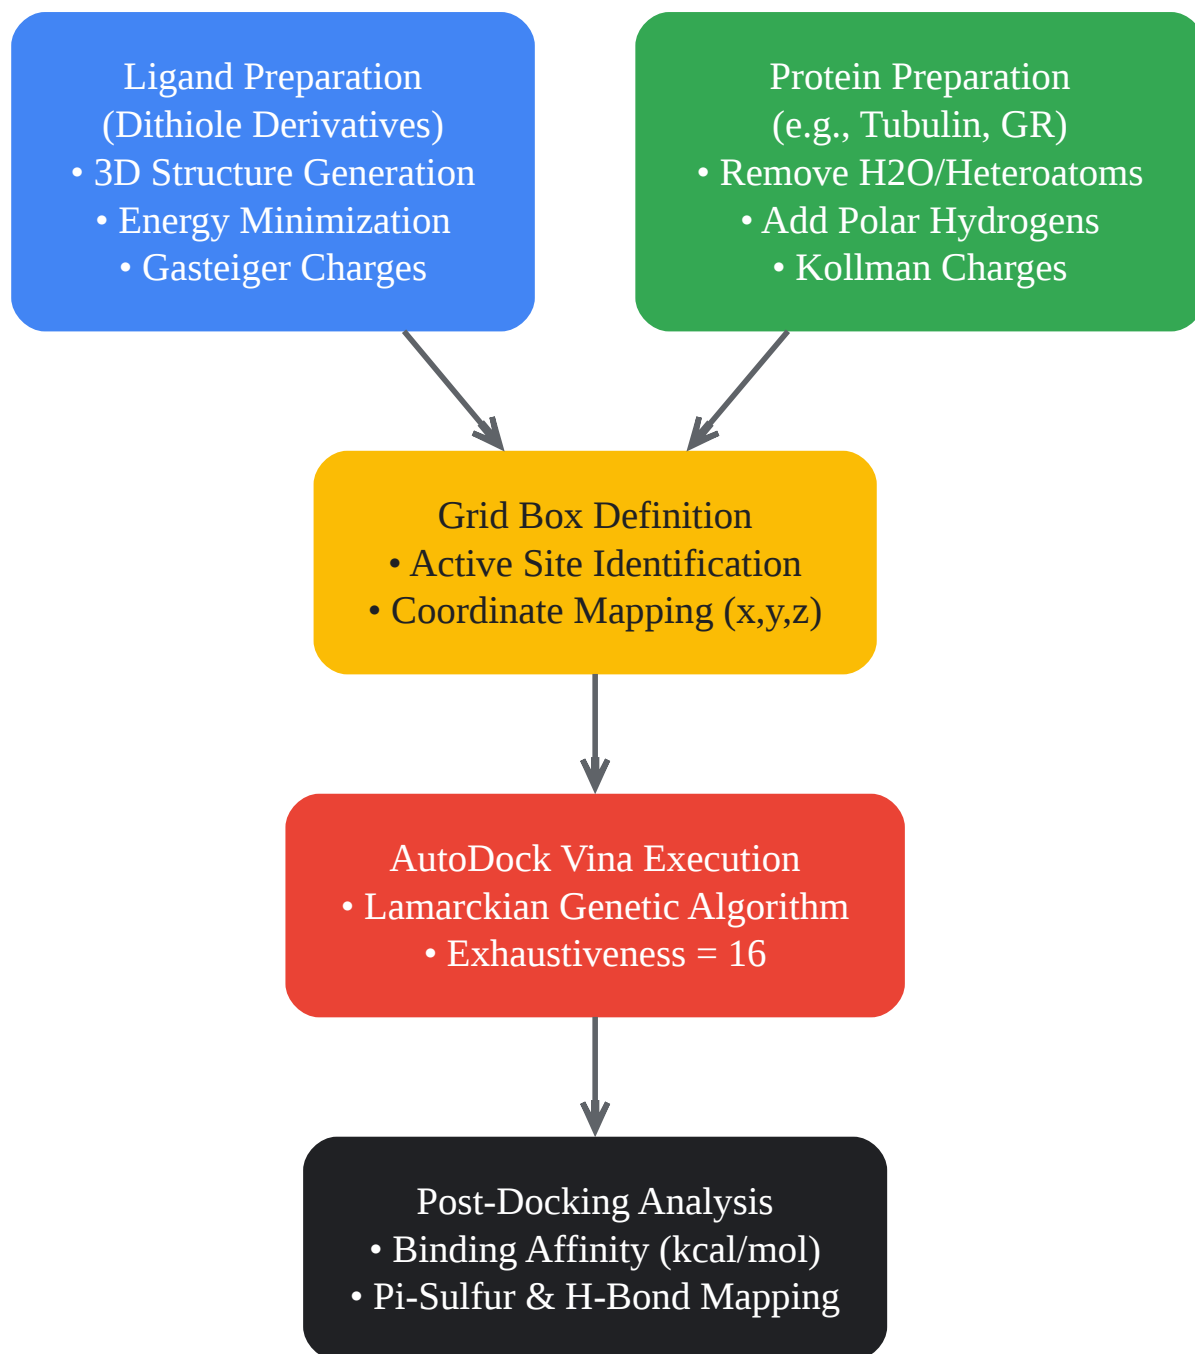 Ligand Preparation
(Dithiole Derivatives)
• 3D Structure Generation
• Energy Minimization
• Gasteiger Charges
Protein Preparation
(e.g., Tubulin, GR)
• Remove H2O/Heteroatoms
• Add Polar Hydrogens
• Kollman Charges
Grid Box Definition
• Active Site Identification
• Coordinate Mapping (x,y,z)
AutoDock Vina Execution
• Lamarckian Genetic Algorithm
• Exhaustiveness = 16
Post-Docking Analysis
• Binding Affinity (kcal/mol)
• Pi-Sulfur & H-Bond Mapping